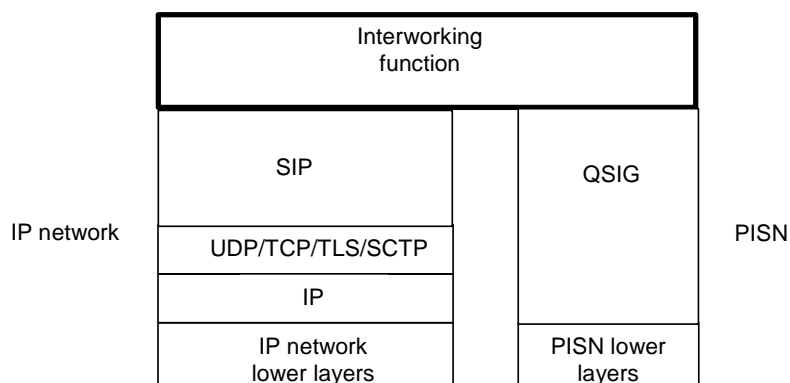 Interworking
function
SIP
QSIG
IP network
UDP/TCP/TLS/SCTP
PISN
IP
IP network
lower layers
PISN lower
layers